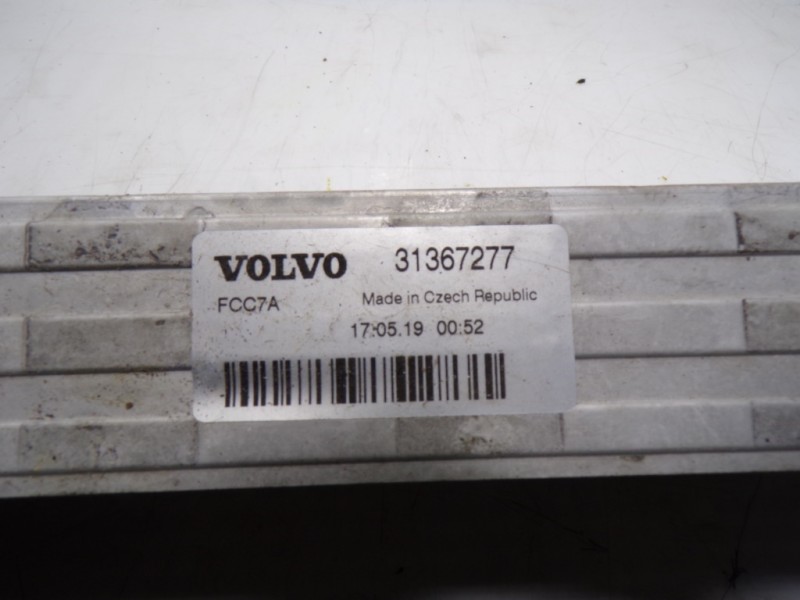 VOLVO 31367277
FCC7A Made in Czech Republic
17.05.19 00:52